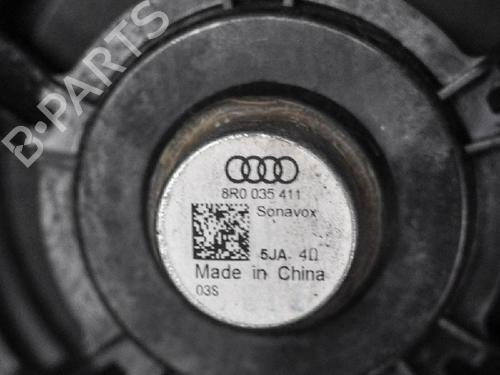 B-PARTS
8R0 035 411
Sonavox
5JA 4Ω
Made in China
03S